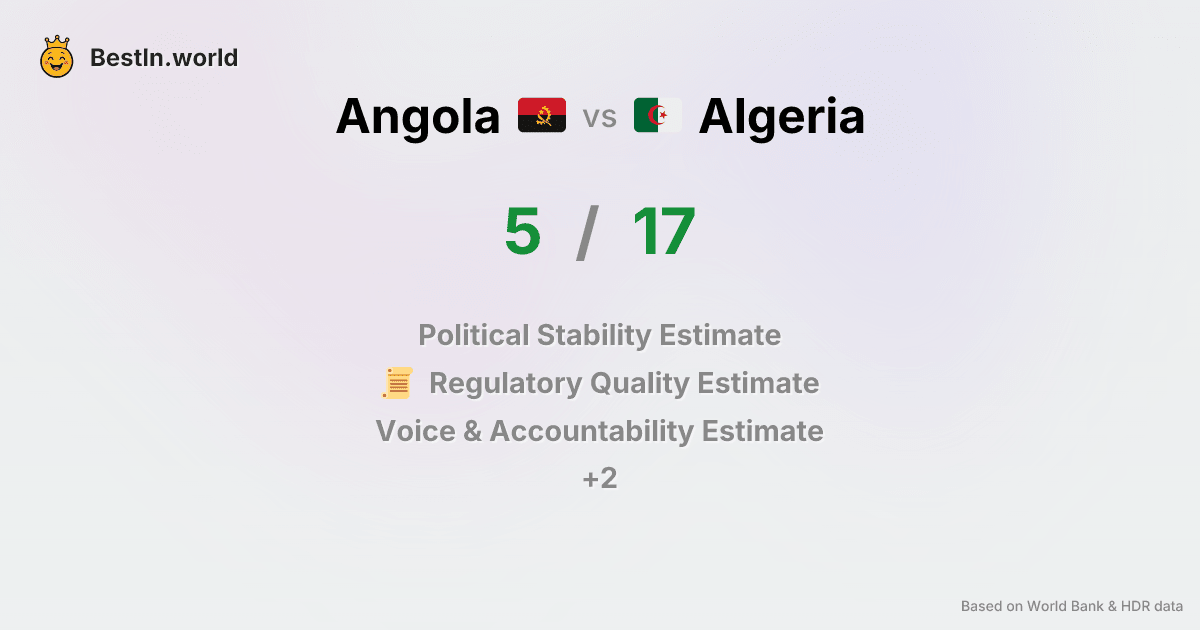 BestIn.world
Angola vs Algeria
5 / 17
Political Stability Estimate
Regulatory Quality Estimate
Voice & Accountability Estimate
+2
Based on World Bank & HDR data